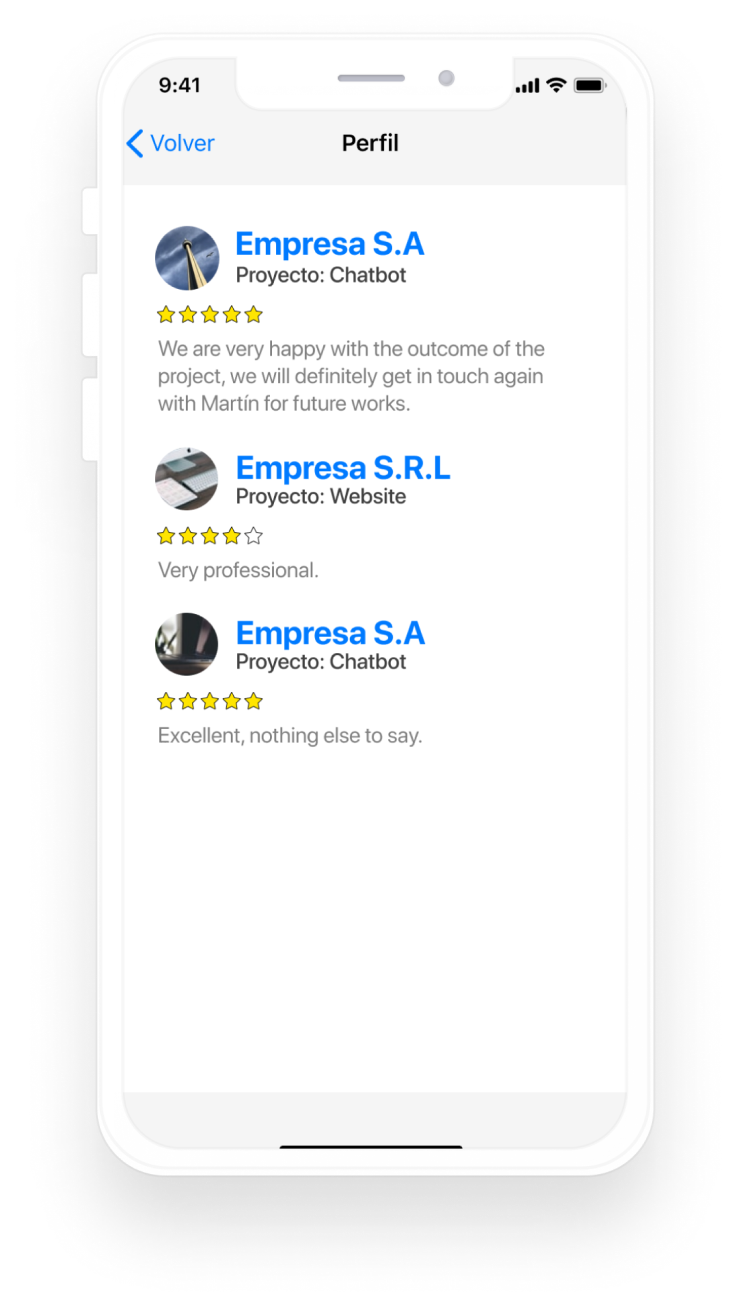 9:41
Volver
Perfil
Empresa S.A
Proyecto: Chatbot
We are very happy with the outcome of the
project, we will definitely get in touch again
with Martín for future works.
Empresa S.R.L
Proyecto: Website
Very professional.
Empresa S.A
Proyecto: Chatbot
Excellent, nothing else to say.